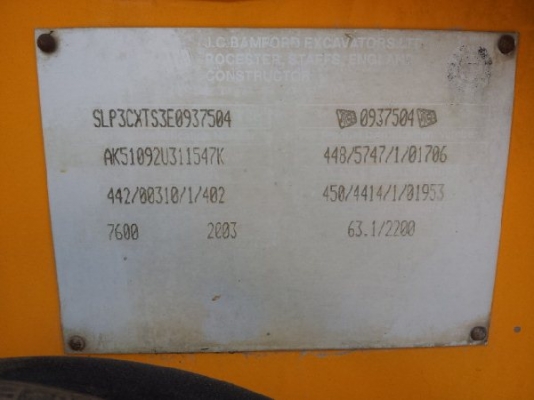 J.C. BAMFORD EXCAVATORS LTD
ROCESTER, STAFFS, ENGLAND
CONSTRUCTOR
SLP3CXTS3E0937504 0937504
AK51092U311547K 448/5747/1/01706
442/00310/1/402 450/4414/1/01953
7600 2003 63.1/2200